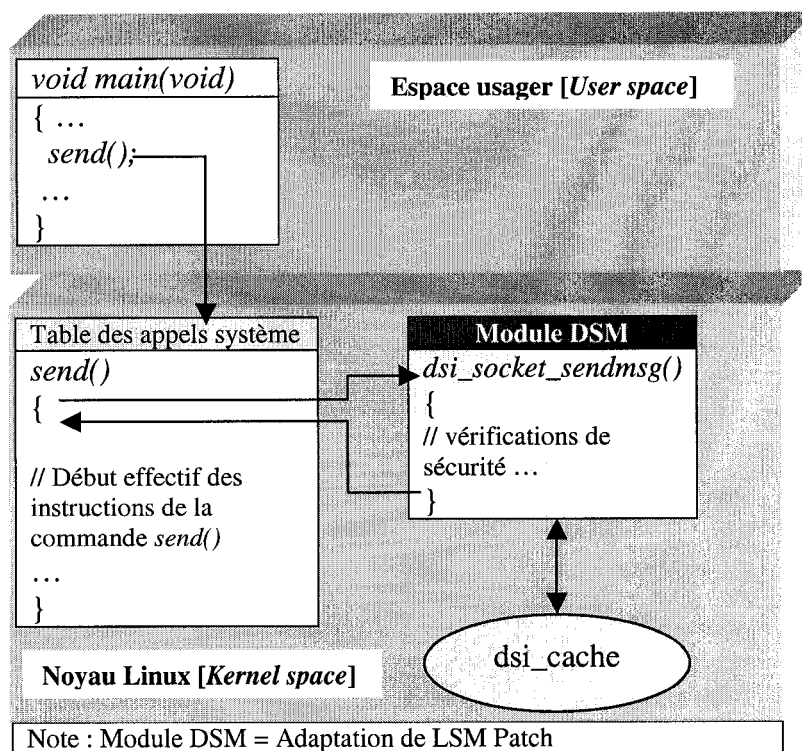 void main(void)
{ ...
send();
...
}
Espace usager [User space]
Table des appels système
send()
{
// Début effectif des
instructions de la
commande send()
...
}
Module DSM
dsi_socket_sendmsg()
{
// vérifications de
sécurité ...
}
dsi_cache
Noyau Linux [Kernel space]
Note : Module DSM = Adaptation de LSM Patch